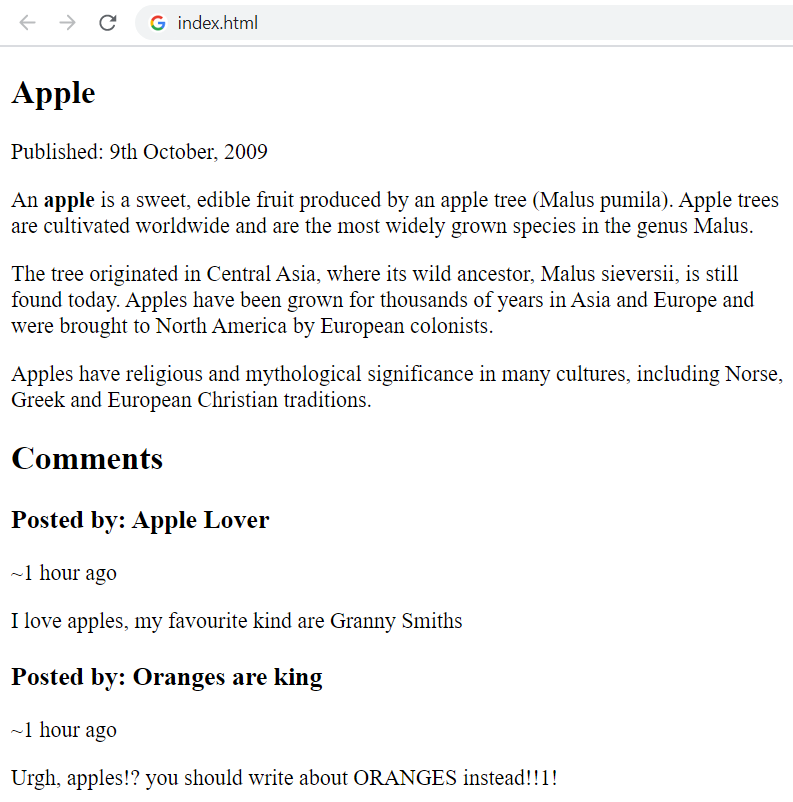 index.html
Apple
Published: 9th October, 2009
An apple is a sweet, edible fruit produced by an apple tree (Malus pumila). Apple trees
are cultivated worldwide and are the most widely grown species in the genus Malus.
The tree originated in Central Asia, where its wild ancestor, Malus sieversii, is still
found today. Apples have been grown for thousands of years in Asia and Europe and
were brought to North America by European colonists.
Apples have religious and mythological significance in many cultures, including Norse,
Greek and European Christian traditions.
Comments
Posted by: Apple Lover
~1 hour ago
I love apples, my favourite kind are Granny Smiths
Posted by: Oranges are king
~1 hour ago
Urgh, apples!? you should write about ORANGES instead!!1!